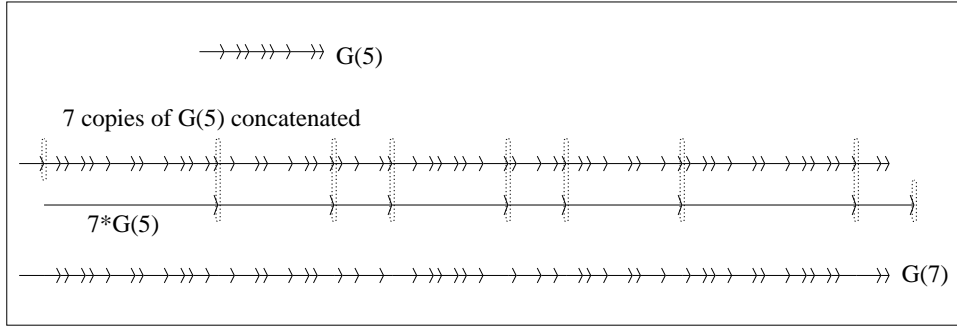 G(5)
7 copies of G(5) concatenated
7*G(5)
G(7)